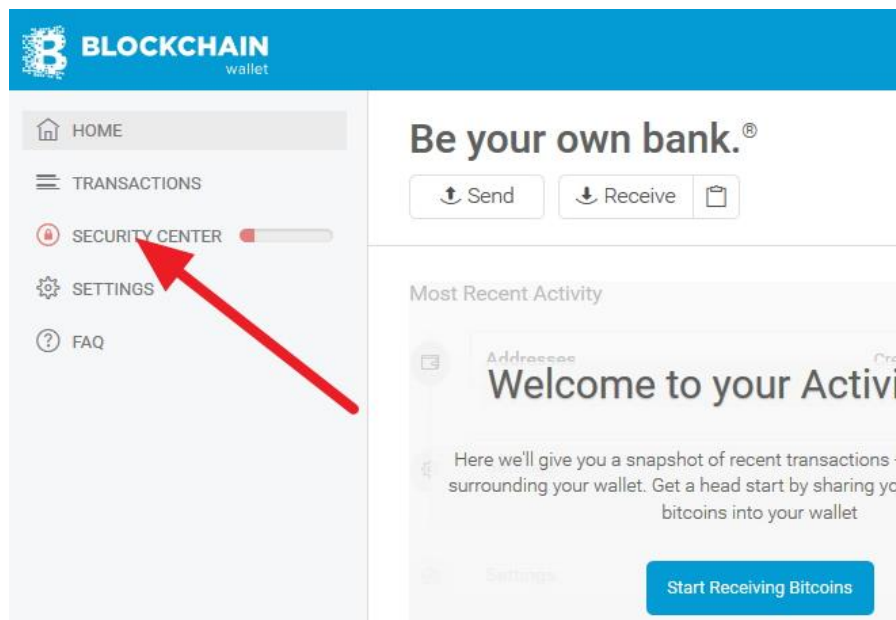 BLOCKCHAIN
wallet
HOME
TRANSACTIONS
SECURITY CENTER
SETTINGS
FAQ
Be your own bank.®
Send
Receive
Most Recent Activity
Addresses
Welcome to your Activi
Here we'll give you a snapshot of recent transactions
surrounding your wallet. Get a head start by sharing yo
bitcoins into your wallet
Settings
Start Receiving Bitcoins